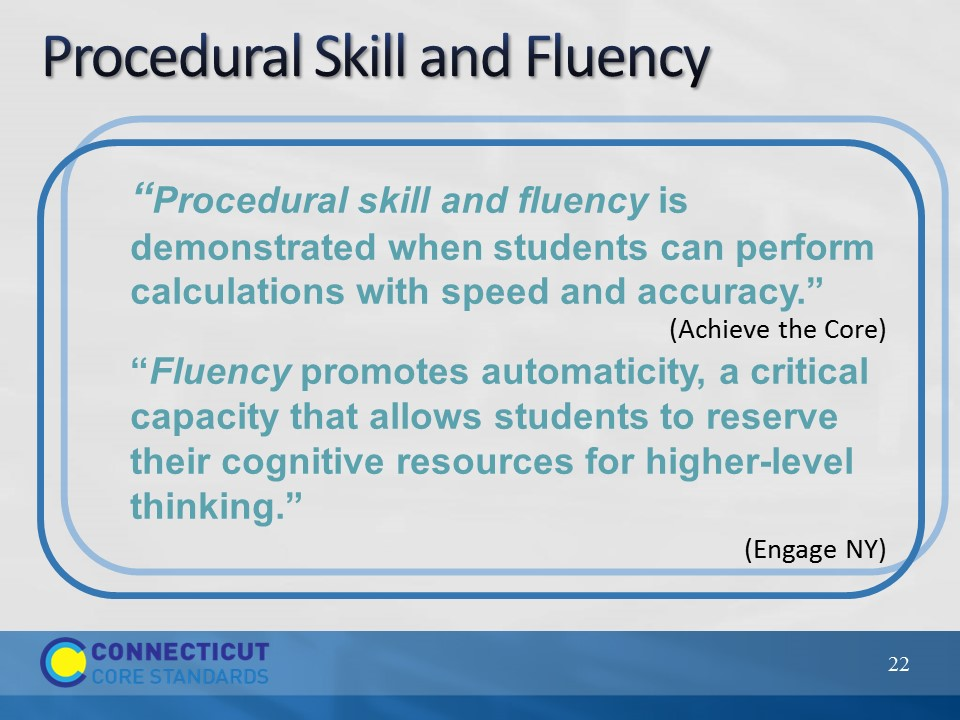 Procedural Skill and Fluency
“Procedural skill and fluency is
demonstrated when students can perform
calculations with speed and accuracy.”
(Achieve the Core)
“Fluency promotes automaticity, a critical
capacity that allows students to reserve
their cognitive resources for higher-level
thinking.”
(Engage NY)
CONNECTICUT
CORE STANDARDS
22